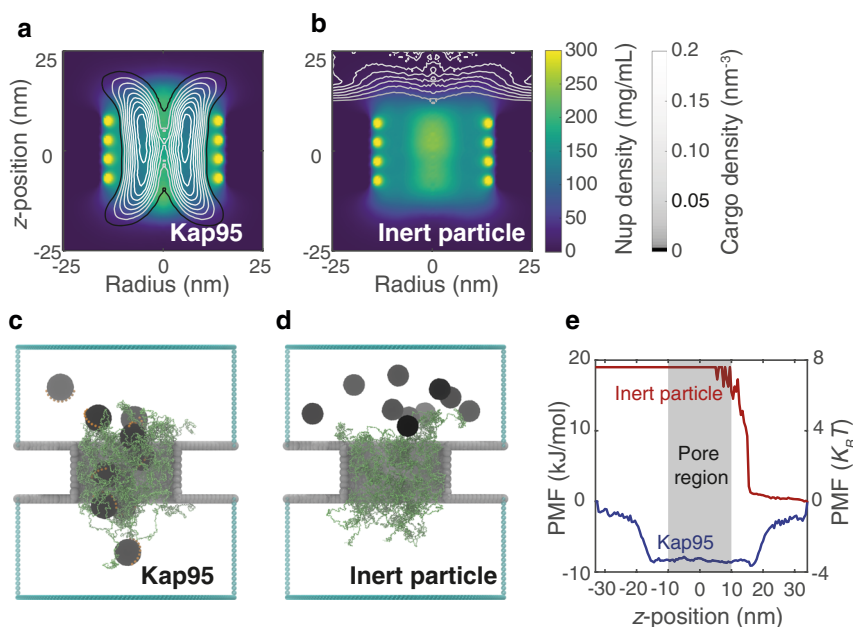 a
b
25
0
-25
z-position (nm)
-25
0
25
Radius (nm)
Kap95
25
0
-25
-25
0
25
Radius (nm)
Inert particle
300
250
200
150
100
50
0
Nup density (mg/mL)
0.2
0.15
0.1
0.05
0
Cargo density (nm-3)
c
d
e
Kap95
Inert particle
20
10
0
-10
PMF (kJ/mol)
Inert particle
Pore
region
Kap95
8
4
0
-4
PMF (KBT)
-30 -20 -10 0 10 20 30
z-position (nm)